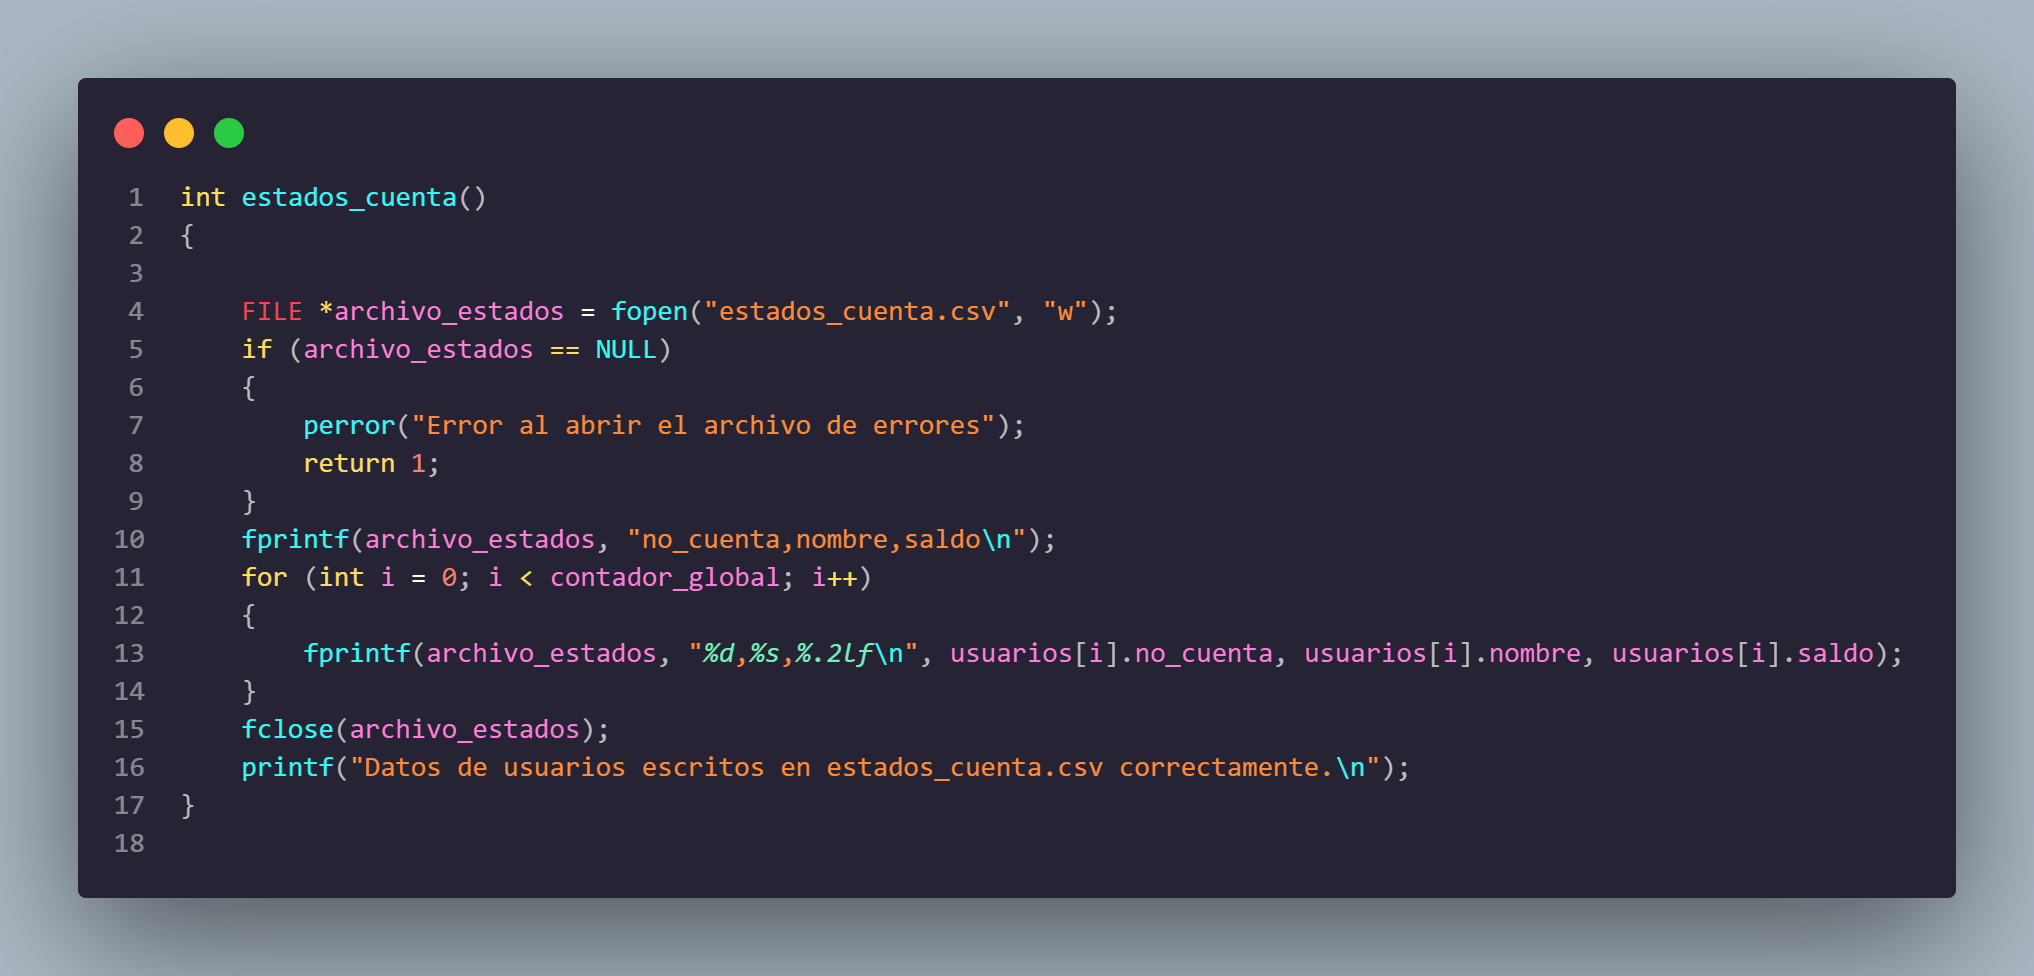 1 int estados_cuenta()
2 {
3
4     FILE *archivo_estados = fopen("estados_cuenta.csv", "w");
5     if (archivo_estados == NULL)
6     {
7         perror("Error al abrir el archivo de errores");
8         return 1;
9     }
10     fprintf(archivo_estados, "no_cuenta,nombre,saldo\n");
11     for (int i = 0; i < contador_global; i++)
12     {
13         fprintf(archivo_estados, "%d,%s,%.2lf\n", usuarios[i].no_cuenta, usuarios[i].nombre, usuarios[i].saldo);
14     }
15     fclose(archivo_estados);
16     printf("Datos de usuarios escritos en estados_cuenta.csv correctamente.\n");
17 }
18